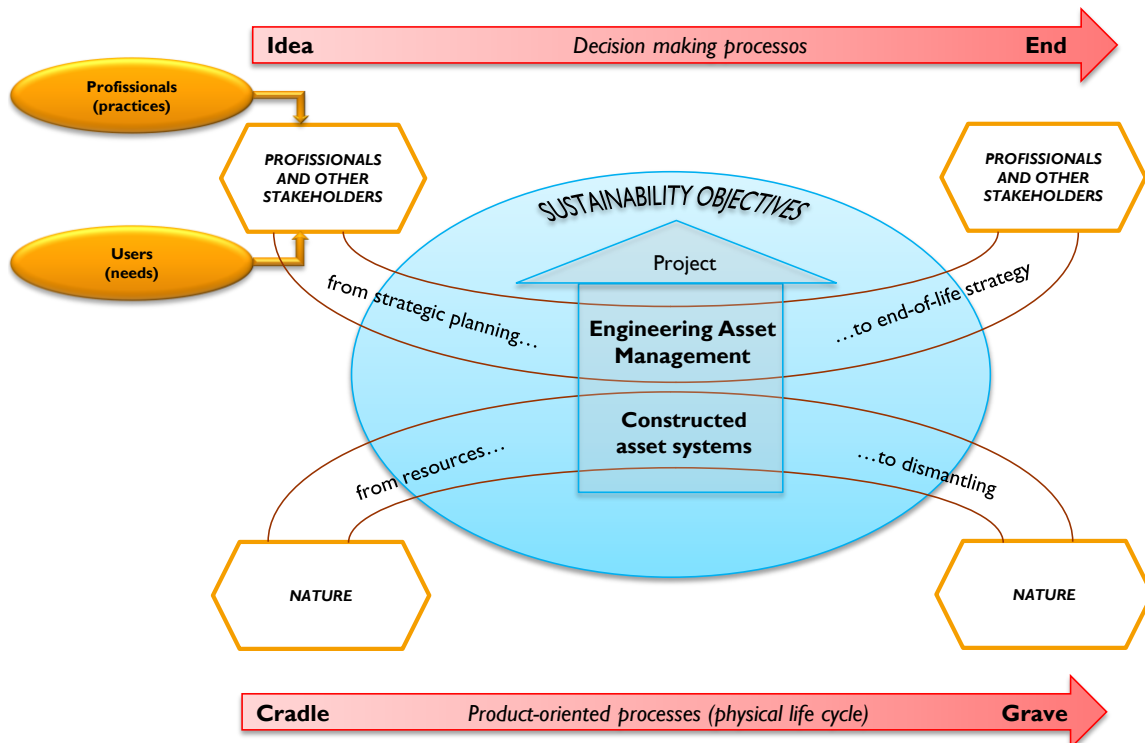 Idea Decision making processos End
Profissionals
(practices)
PROFISSIONALS
AND OTHER
STAKEHOLDERS
PROFISSIONALS
AND OTHER
STAKEHOLDERS
SUSTAINABILITY OBJECTIVES
Users
(needs)
Project
from strategic planning…
…to end-of-life strategy
Engineering Asset
Management
Constructed
asset systems
from resources…
…to dismantling
NATURE
NATURE
Cradle Product-oriented processes (physical life cycle) Grave